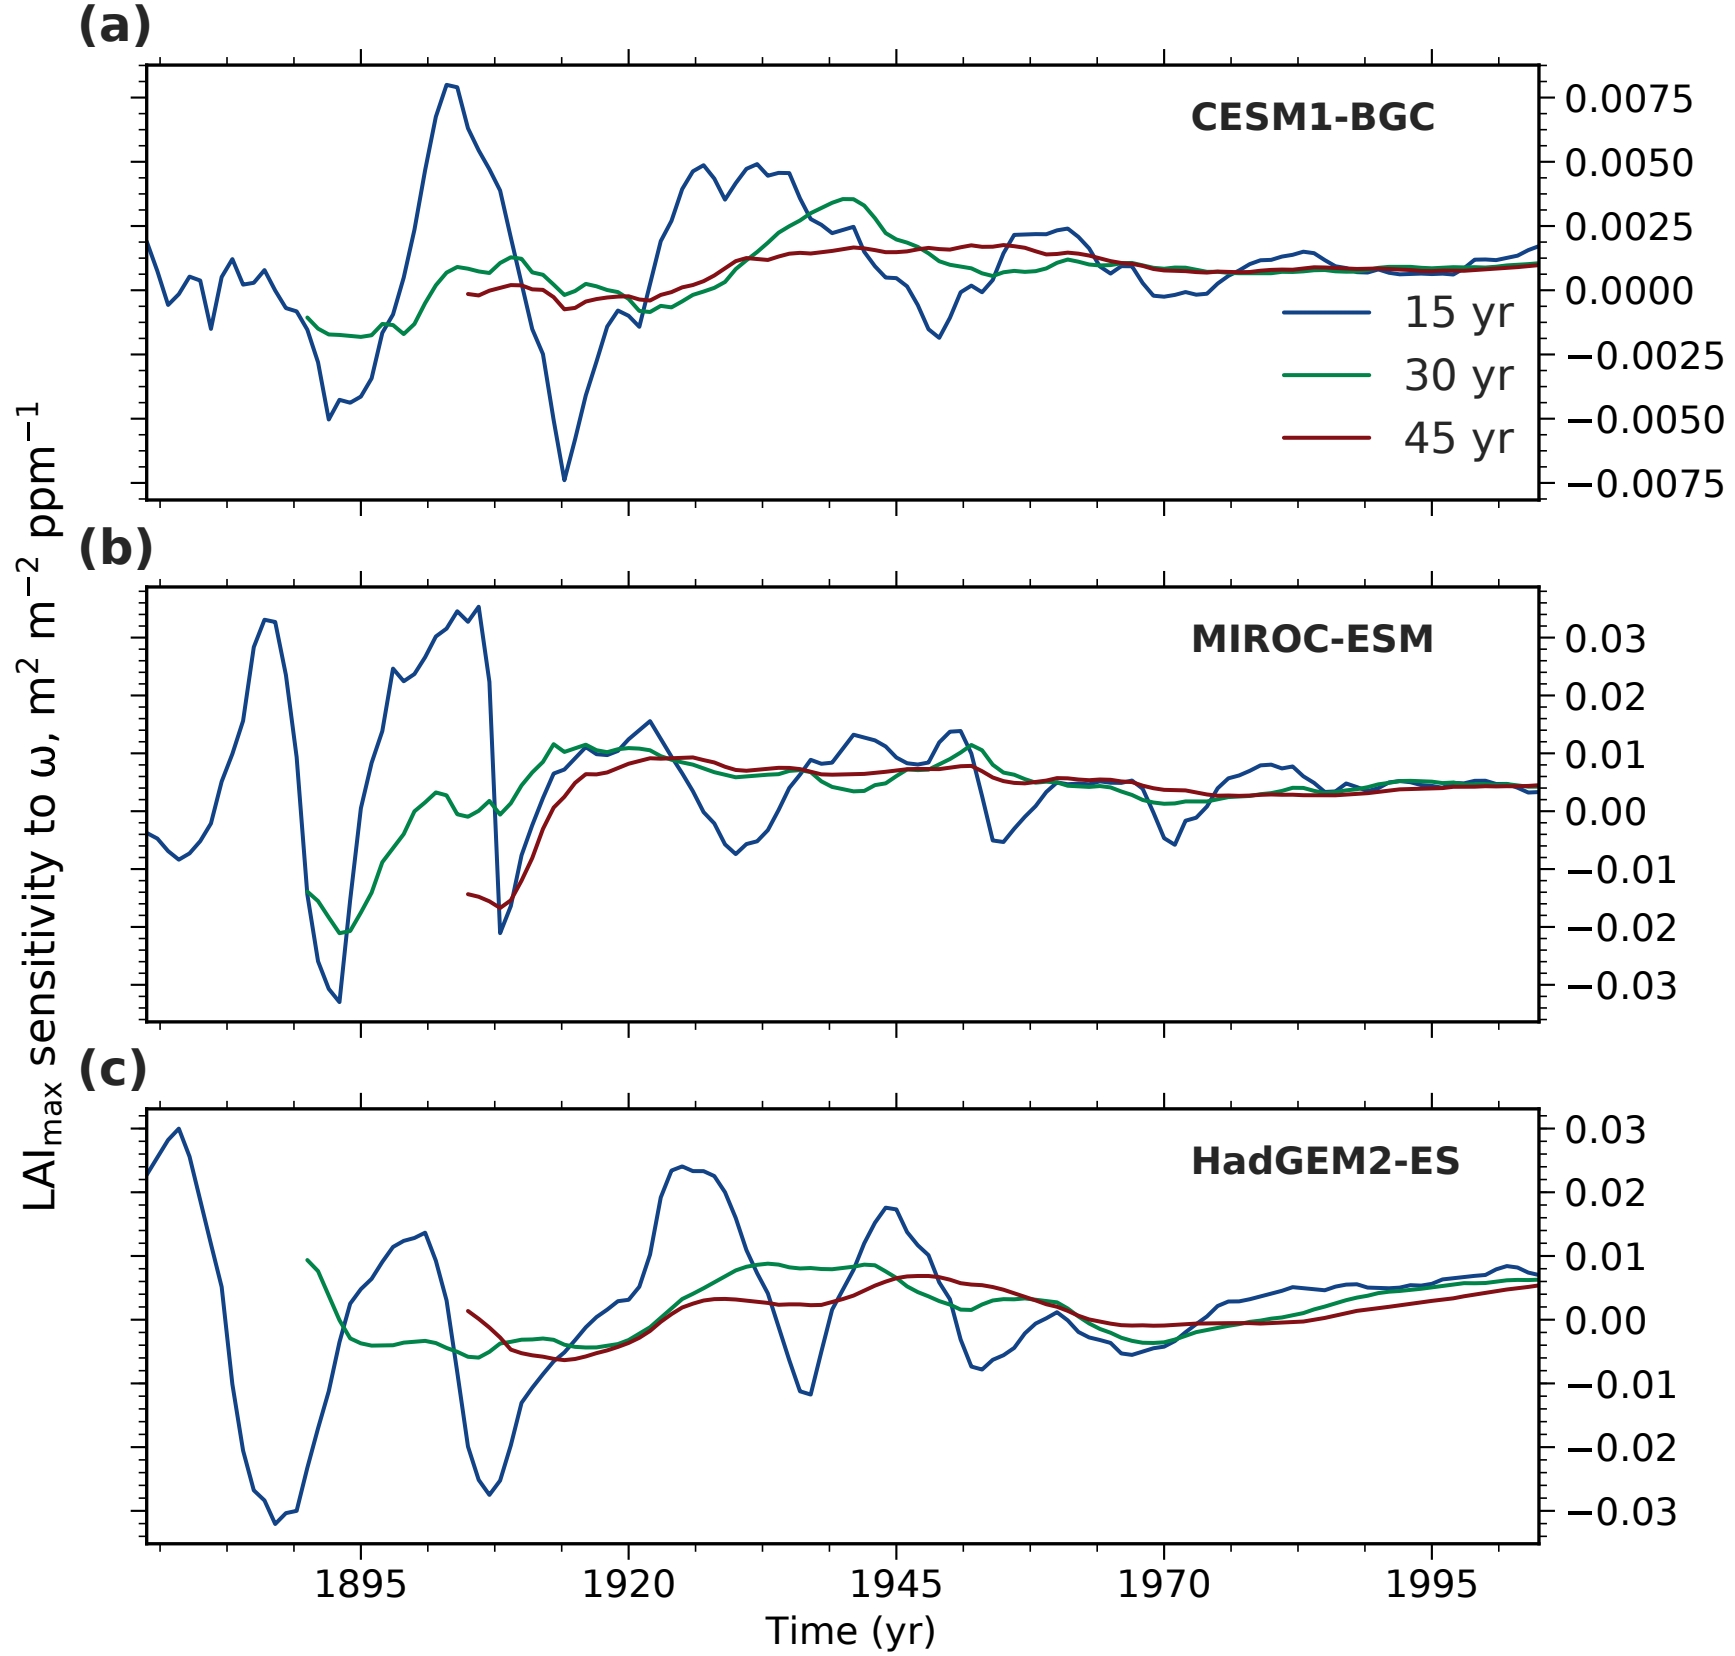 (a)
CESM1-BGC
0.0075
0.0050
0.0025
0.0000
−0.0025
−0.0050
−0.0075
15 yr
30 yr
45 yr
(b)
MIROC-ESM
0.03
0.02
0.01
0.00
−0.01
−0.02
−0.03
LAI_max sensitivity to ω, m² m⁻² ppm⁻¹
(c)
HadGEM2-ES
0.03
0.02
0.01
0.00
−0.01
−0.02
−0.03
1895 1920 1945 1970 1995
Time (yr)